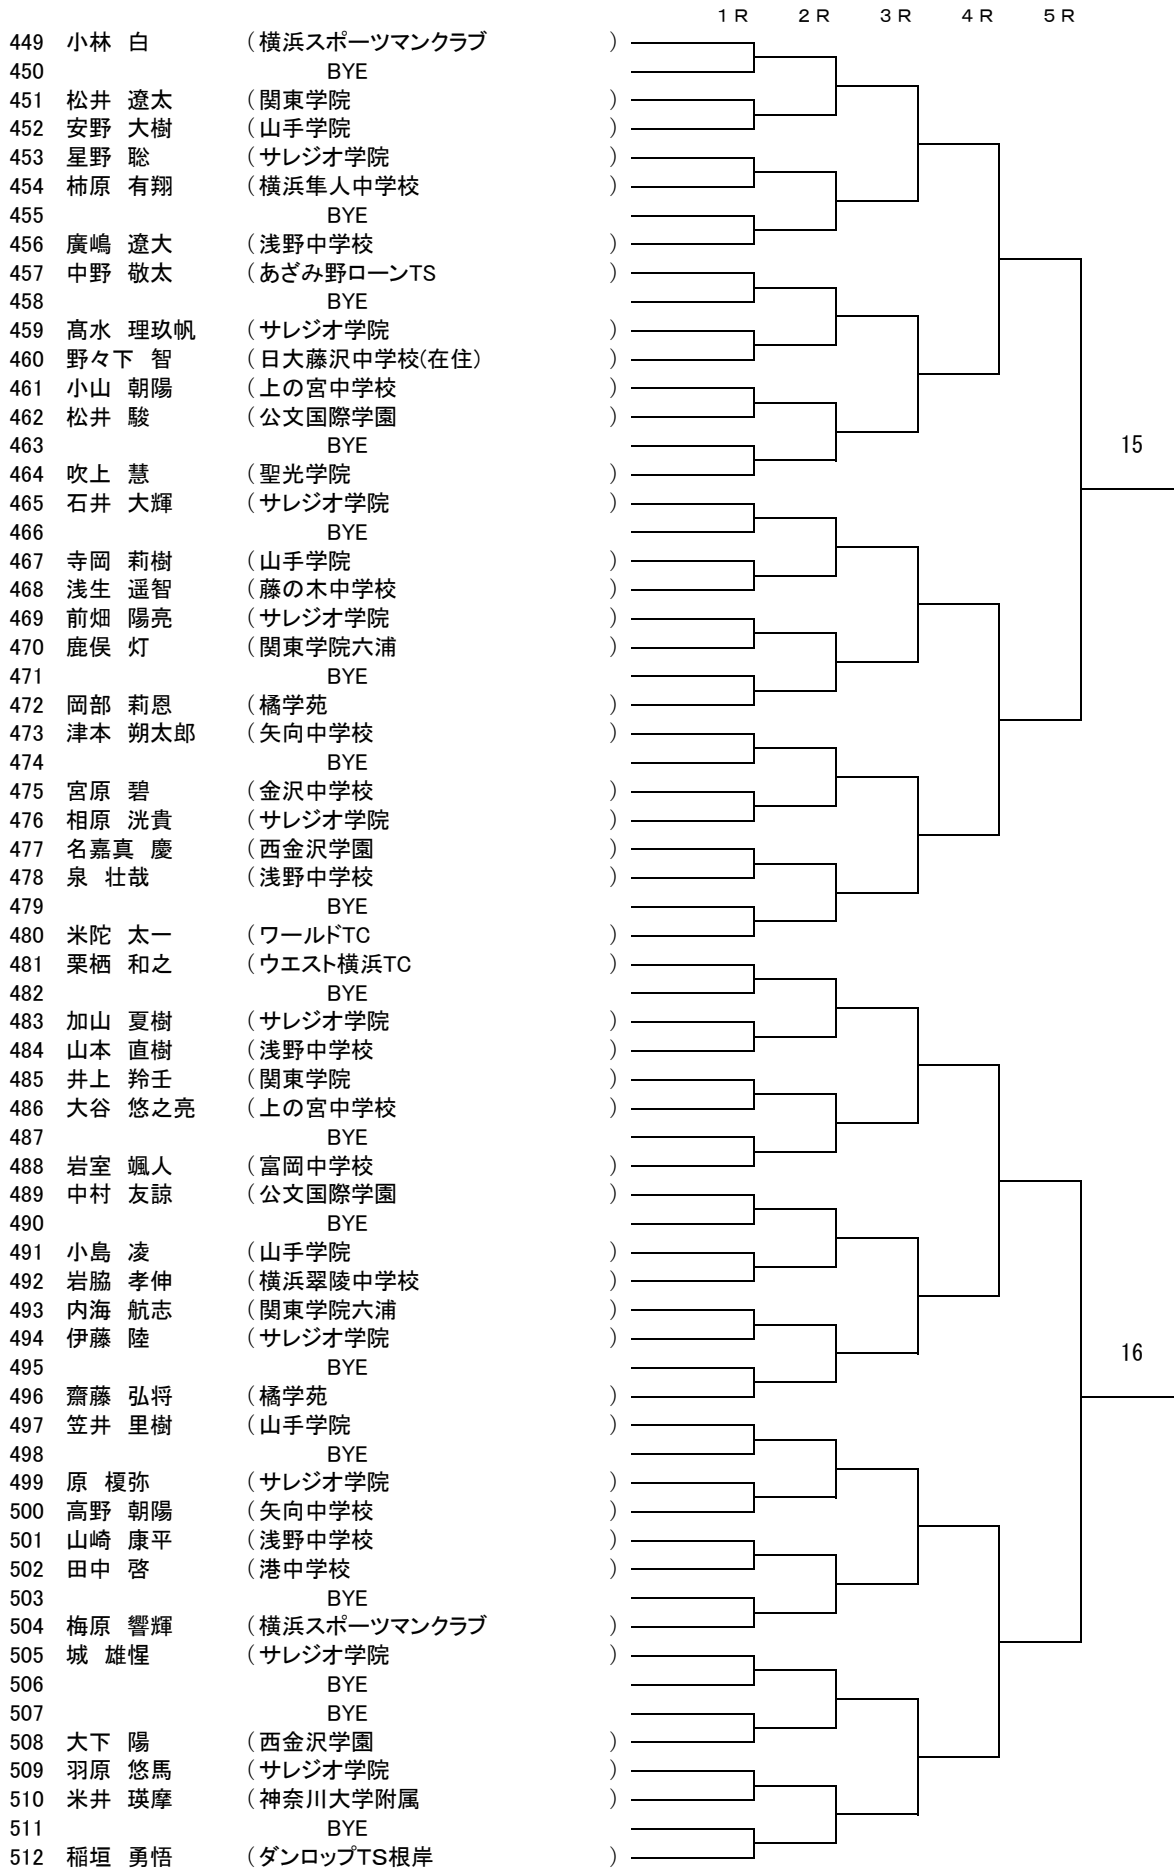 １Ｒ ２Ｒ ３Ｒ ４Ｒ ５Ｒ
449 小林 白 （横浜スポーツマンクラブ ）
450 BYE
451 松井 遼太 （関東学院 ）
452 安野 大樹 （山手学院 ）
453 星野 聡 （サレジオ学院 ）
454 柿原 有翔 （横浜隼人中学校 ）
455 BYE
456 廣嶋 遼大 （浅野中学校 ）
457 中野 敬太 （あざみ野ローンTS ）
458 BYE
459 髙水 理玖帆 （サレジオ学院 ）
460 野々下 智 （日大藤沢中学校(在住) ）
461 小山 朝陽 （上の宮中学校 ）
462 松井 駿 （公文国際学園 ）
463 BYE
15
464 吹上 慧 （聖光学院 ）
465 石井 大輝 （サレジオ学院 ）
466 BYE
467 寺岡 莉樹 （山手学院 ）
468 浅生 遥智 （藤の木中学校 ）
469 前畑 陽亮 （サレジオ学院 ）
470 鹿俣 灯 （関東学院六浦 ）
471 BYE
472 岡部 莉恩 （橘学苑 ）
473 津本 朔太郎 （矢向中学校 ）
474 BYE
475 宮原 碧 （金沢中学校 ）
476 相原 洸貴 （サレジオ学院 ）
477 名嘉真 慶 （西金沢学園 ）
478 泉 壮哉 （浅野中学校 ）
479 BYE
480 米陀 太一 （ワールドTC ）
481 栗栖 和之 （ウエスト横浜TC ）
482 BYE
483 加山 夏樹 （サレジオ学院 ）
484 山本 直樹 （浅野中学校 ）
485 井上 羚壬 （関東学院 ）
486 大谷 悠之亮 （上の宮中学校 ）
487 BYE
488 岩室 颯人 （富岡中学校 ）
489 中村 友諒 （公文国際学園 ）
490 BYE
491 小島 凌 （山手学院 ）
492 岩脇 孝伸 （横浜翠陵中学校 ）
493 内海 航志 （関東学院六浦 ）
494 伊藤 陸 （サレジオ学院 ）
495 BYE
16
496 齋藤 弘将 （橘学苑 ）
497 笠井 里樹 （山手学院 ）
498 BYE
499 原 榎弥 （サレジオ学院 ）
500 高野 朝陽 （矢向中学校 ）
501 山崎 康平 （浅野中学校 ）
502 田中 啓 （港中学校 ）
503 BYE
504 梅原 響輝 （横浜スポーツマンクラブ ）
505 城 雄惺 （サレジオ学院 ）
506 BYE
507 BYE
508 大下 陽 （西金沢学園 ）
509 羽原 悠馬 （サレジオ学院 ）
510 米井 瑛摩 （神奈川大学附属 ）
511 BYE
512 稲垣 勇悟 （ダンロップTS根岸 ）